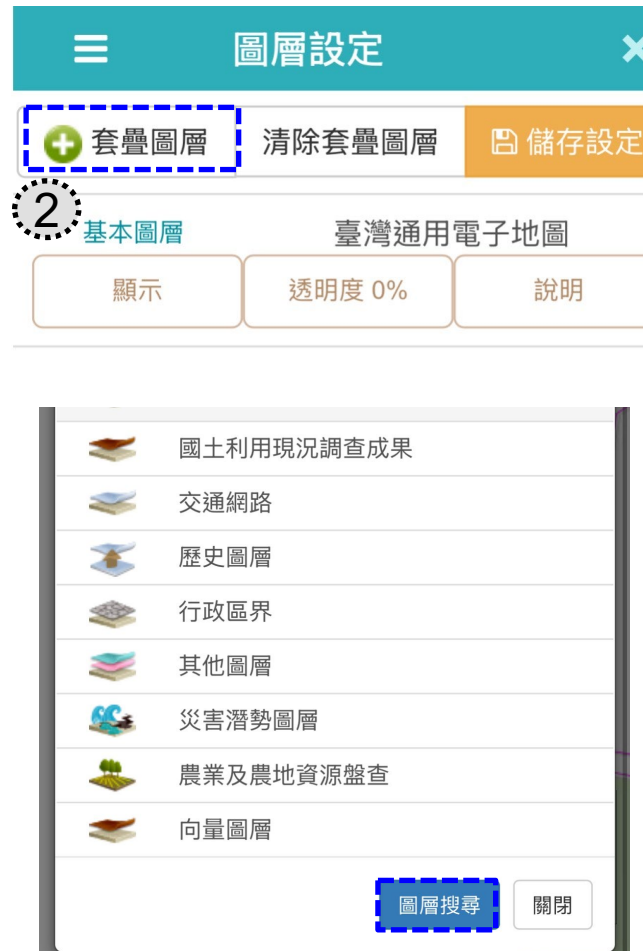 圖層設定
套疊圖層 清除套疊圖層 儲存設定
2
基本圖層 臺灣通用電子地圖
顯示 透明度 0% 說明
國土利用現況調查成果
交通網路
歷史圖層
行政區界
其他圖層
災害潛勢圖層
農業及農地資源盤查
向量圖層
圖層搜尋 關閉